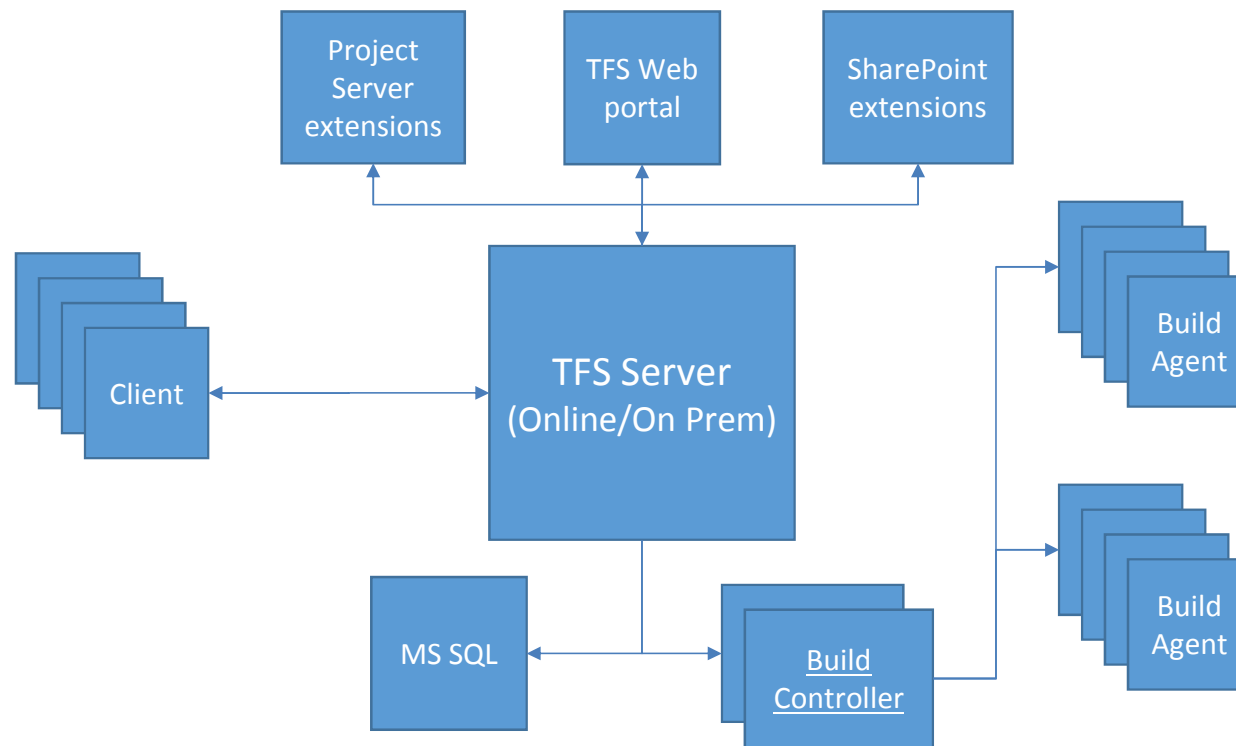 Project
Server
extensions
TFS Web
portal
SharePoint
extensions
Client
TFS Server
(Online/On Prem)
Build
Agent
MS SQL
Build
Controller
Build
Agent